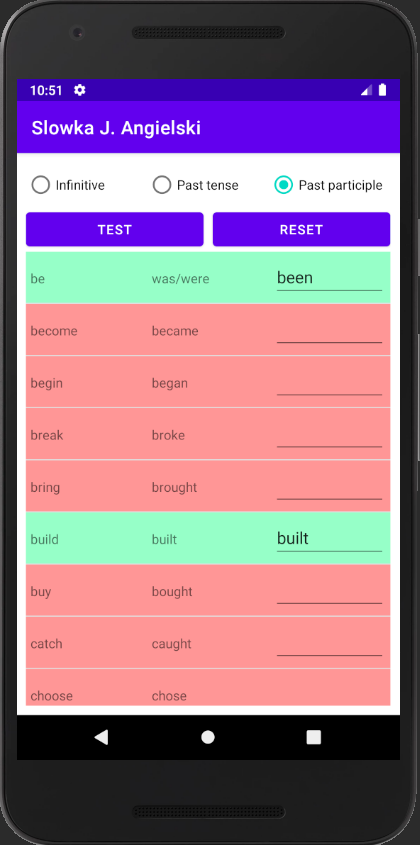 10:51
Slowka J. Angielski
Infinitive Past tense Past participle
TEST RESET
be was/were been
become became
begin began
break broke
bring brought
build built built
buy bought
catch caught
choose chose